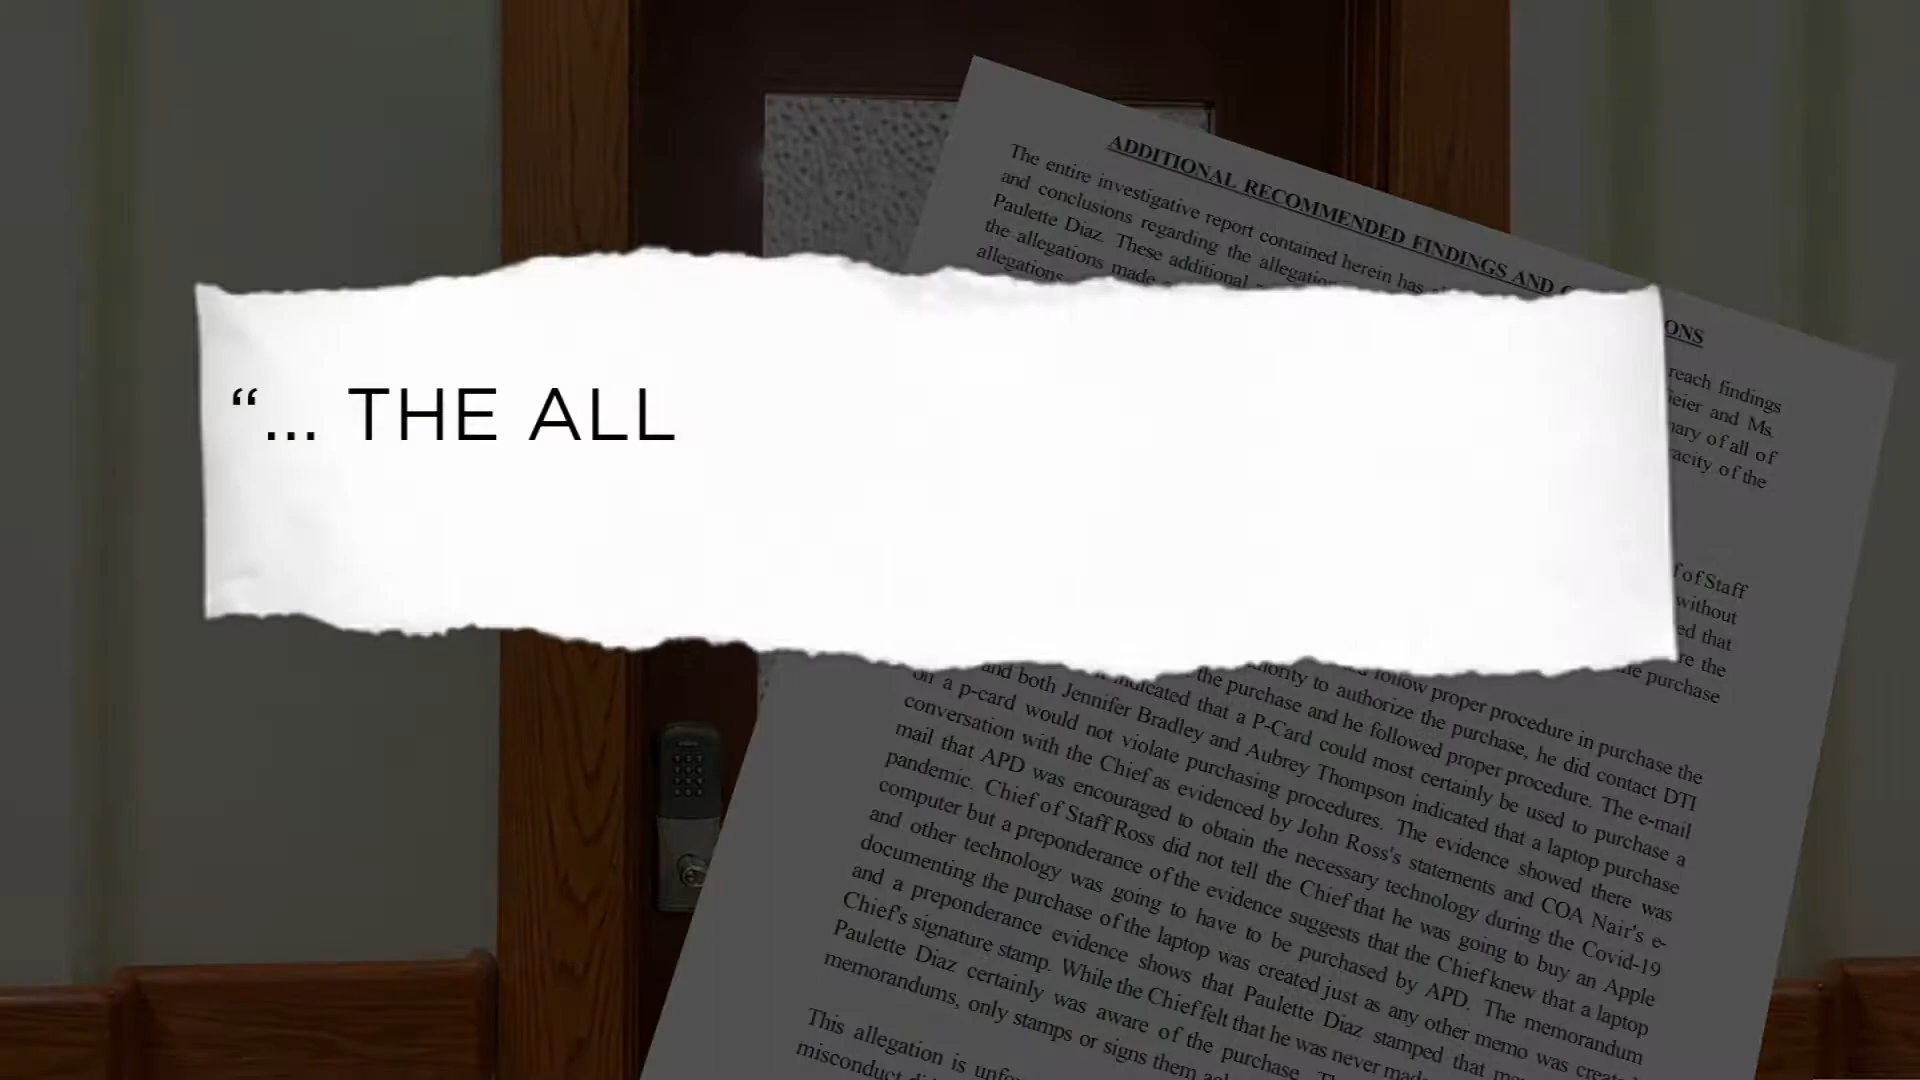 “... THE ALL
ADDITIONAL RECOMMENDED FINDINGS AND
ONS
The entire investigative report contained herein has
reach findings
and conclusions regarding the
Geier and Ms.
Paulette Diaz. These additional
of all of
the allegations made
of the
allegations
of Staff
without
that
the
the purchase
follow proper procedure in purchase the
to authorize the purchase, he did contact DTI
the purchase and he followed proper procedure. The e-mail
indicated that a P-Card could most certainly be used to purchase a
and both Jennifer Bradley and Aubrey Thompson indicated that a laptop purchase
on a p-card would not violate purchasing procedures. The evidence showed there was
conversation with the Chief as evidenced by John Ross's statements and COA Nair's e-
mail that APD was encouraged to obtain the necessary technology during the Covid-19
pandemic. Chief of Staff Ross did not tell the Chief that he was going to buy an Apple
computer but a preponderance of the evidence suggests that the Chief knew that a laptop
and other technology was going to have to be purchased by APD. The memorandum
documenting the purchase of the laptop was created just as any other memo was created
and a preponderance evidence shows that Paulette Diaz stamped that
Chief's signature stamp. While the Chief felt that he was never made
Paulette Diaz certainly was aware of the purchase.
memorandums, only stamps or signs them
This allegation is
misconduct